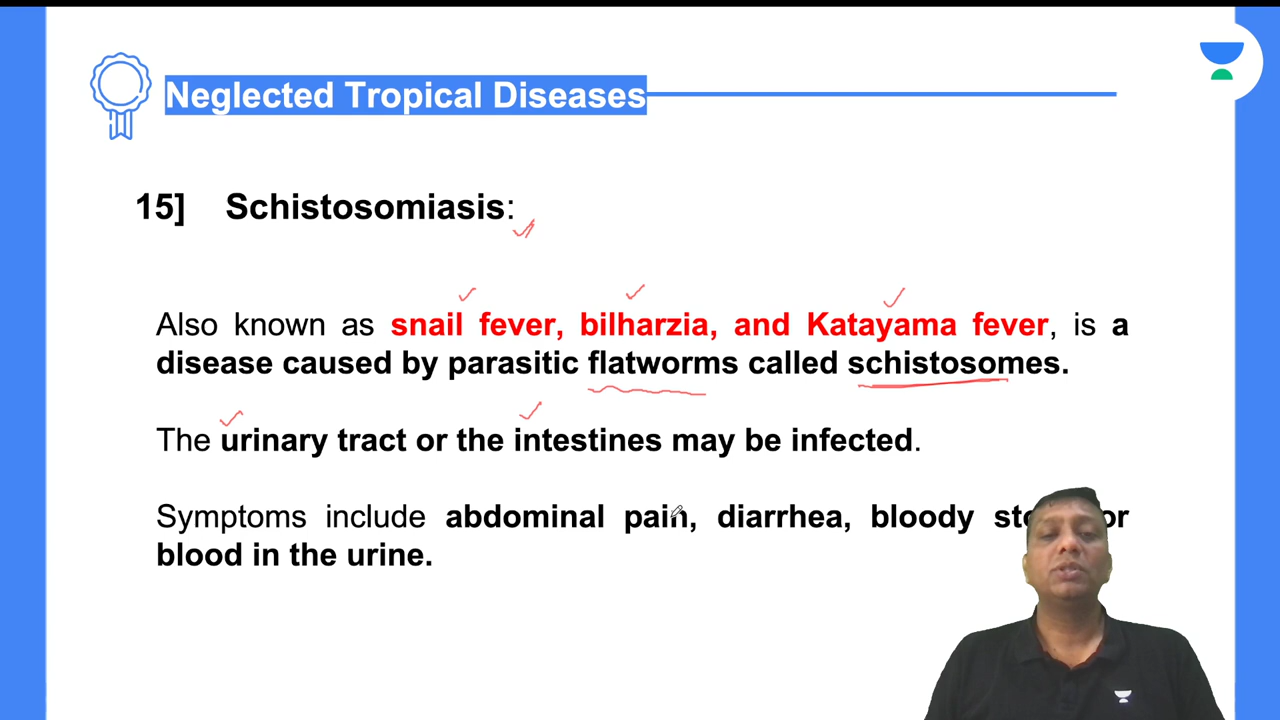 Neglected Tropical Diseases
15] Schistosomiasis:
Also known as snail fever, bilharzia, and Katayama fever, is a
disease caused by parasitic flatworms called schistosomes.
The urinary tract or the intestines may be infected.
Symptoms include abdominal pain, diarrhea, bloody or
blood in the urine.